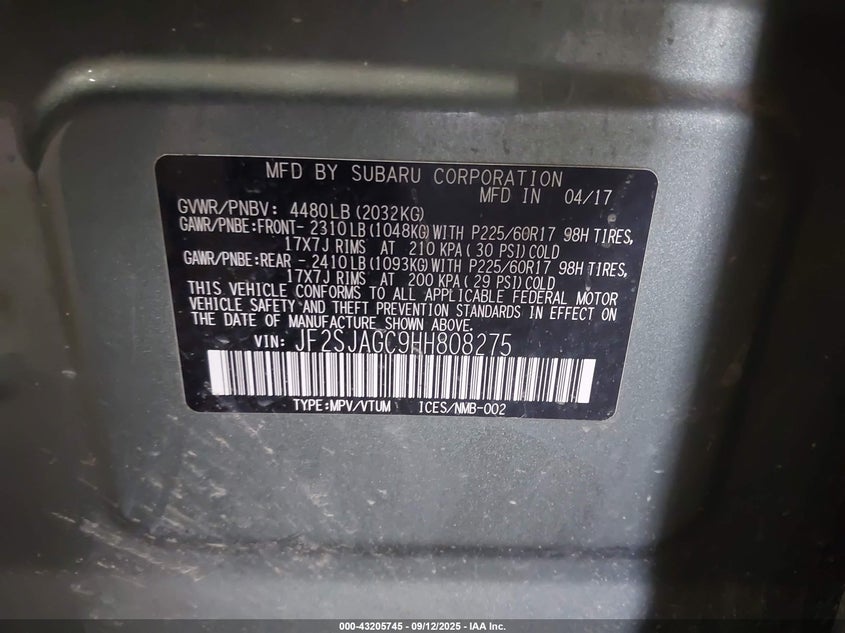 MFD BY SUBARU CORPORATION
MFD IN 04/17
GVWR/PNBV: 4480LB(2032KG)
GAWR/PNBE:FRONT- 2310LB(1048KG)WITH P225/60R17 98H TIRES,
17X7J RIMS AT 210 KPA( 30 PSI)COLD
GAWR/PNBE:REAR - 2410LB(1093KG)WITH P225/60R17 98H TIRES,
17X7J RIMS AT 200 KPA( 29 PSI)COLD
THIS VEHICLE CONFORMS TO ALL APPLICABLE FEDERAL MOTOR
VEHICLE SAFETY AND THEFT PREVENTION STANDARDS IN EFFECT ON
THE DATE OF MANUFACTURE SHOWN ABOVE.
VIN: JF2SJAGC9HH808275
TYPE:MPV/VTUM ICES/NMB-002
000-43205745 - 09/12/2025 - IAA Inc.